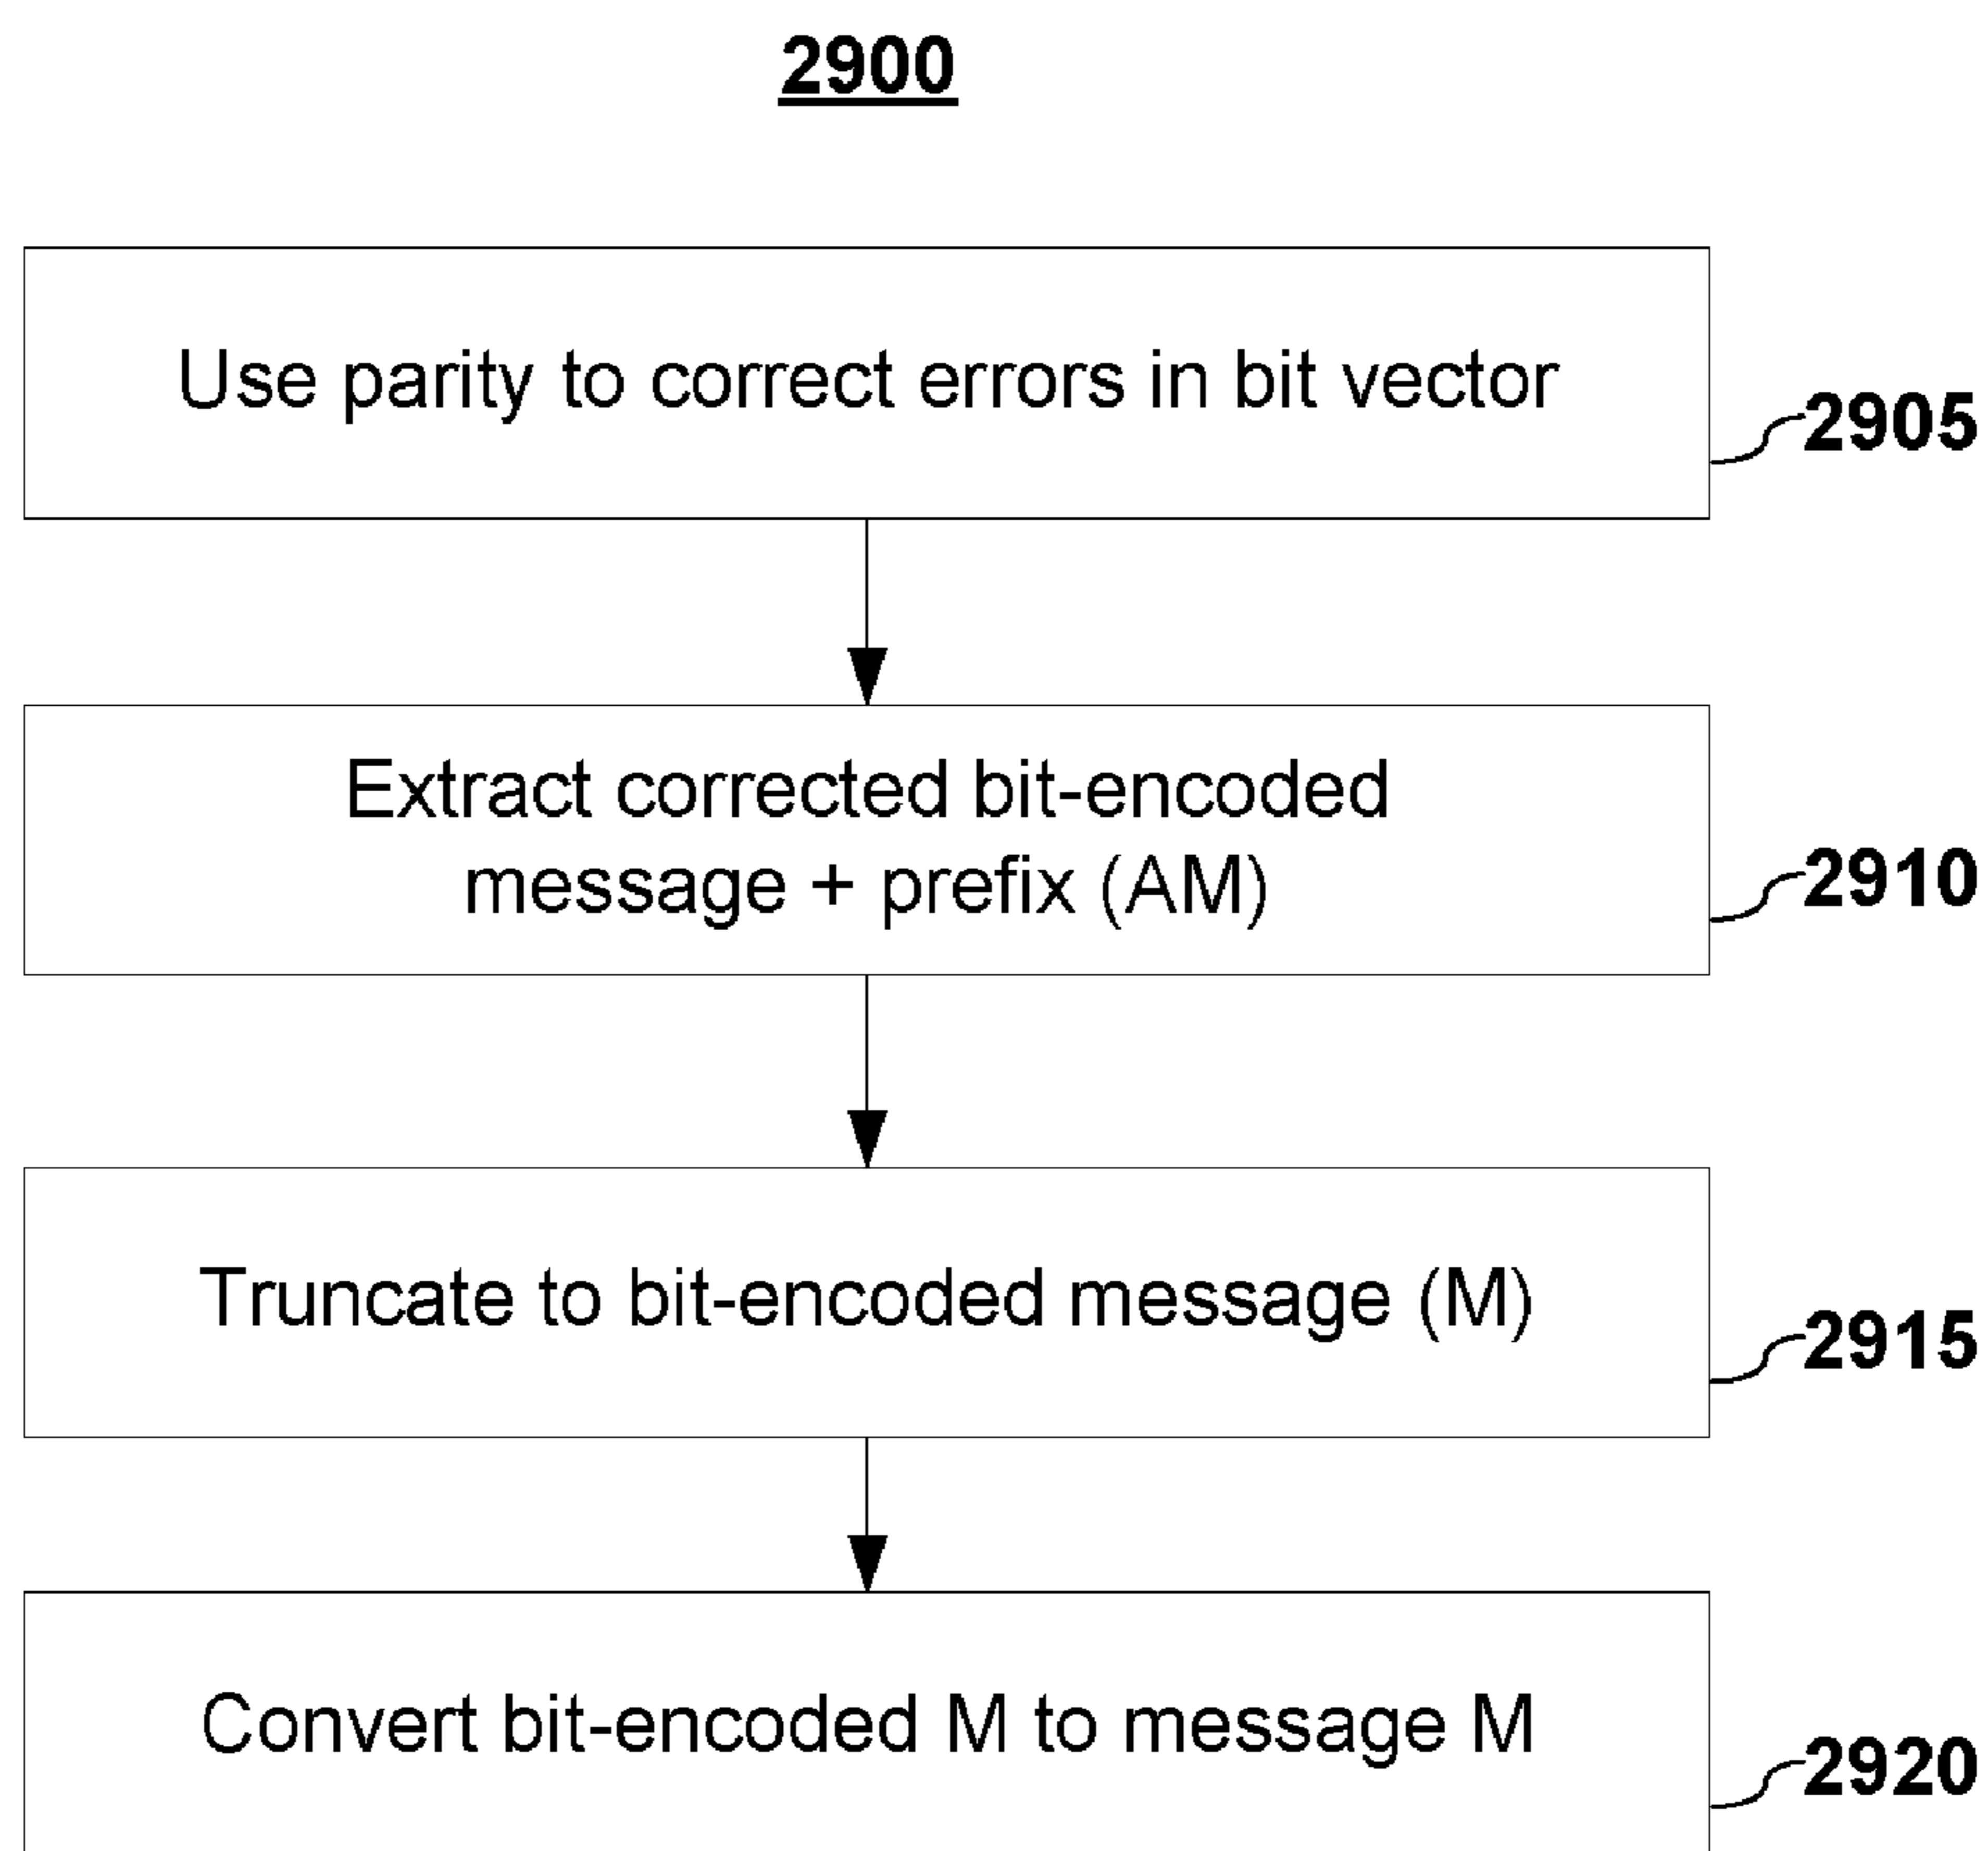 2900
Use parity to correct errors in bit vector
2905
Extract corrected bit-encoded
message + prefix (AM)
2910
Truncate to bit-encoded message (M)
2915
Convert bit-encoded M to message M
2920